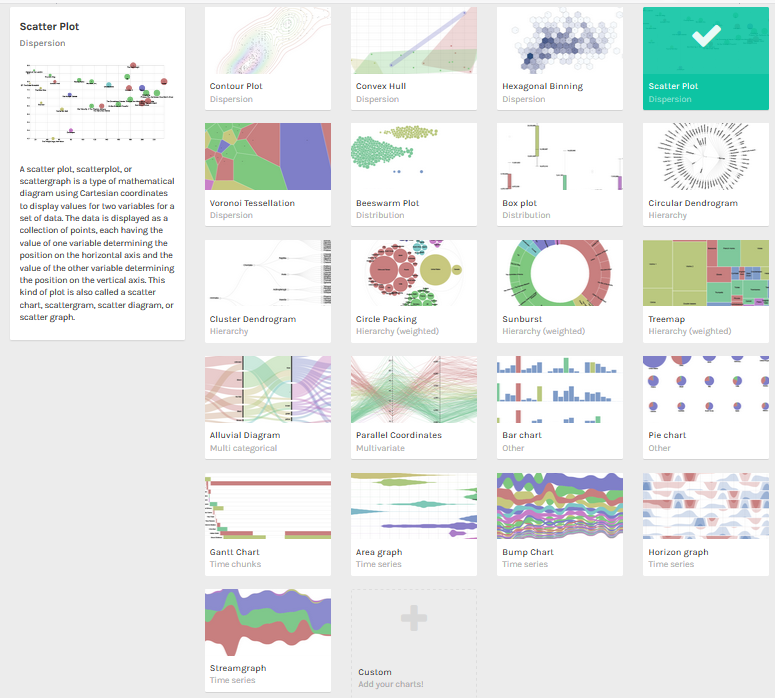 Scatter Plot
Dispersion
A scatter plot, scatterplot, or
scattergraph is a type of mathematical
diagram using Cartesian coordinates
to display values for two variables for a
set of data. The data is displayed as a
collection of points, each having the
value of one variable determining the
position on the horizontal axis and the
value of the other variable determining
the position on the vertical axis. This
kind of plot is also called a scatter
chart, scattergram, scatter diagram, or
scatter graph.
Contour Plot
Dispersion
Convex Hull
Dispersion
Hexagonal Binning
Dispersion
Scatter Plot
Dispersion
Voronoi Tessellation
Dispersion
Beeswarm Plot
Distribution
Box plot
Distribution
Circular Dendrogram
Hierarchy
Cluster Dendrogram
Hierarchy
Circle Packing
Hierarchy (weighted)
Sunburst
Hierarchy (weighted)
Treemap
Hierarchy (weighted)
Alluvial Diagram
Multi categorical
Parallel Coordinates
Multivariate
Bar chart
Other
Pie chart
Other
Gantt Chart
Time chunks
Area graph
Time series
Bump Chart
Time series
Horizon graph
Time series
Streamgraph
Time series
Custom
Add your charts!